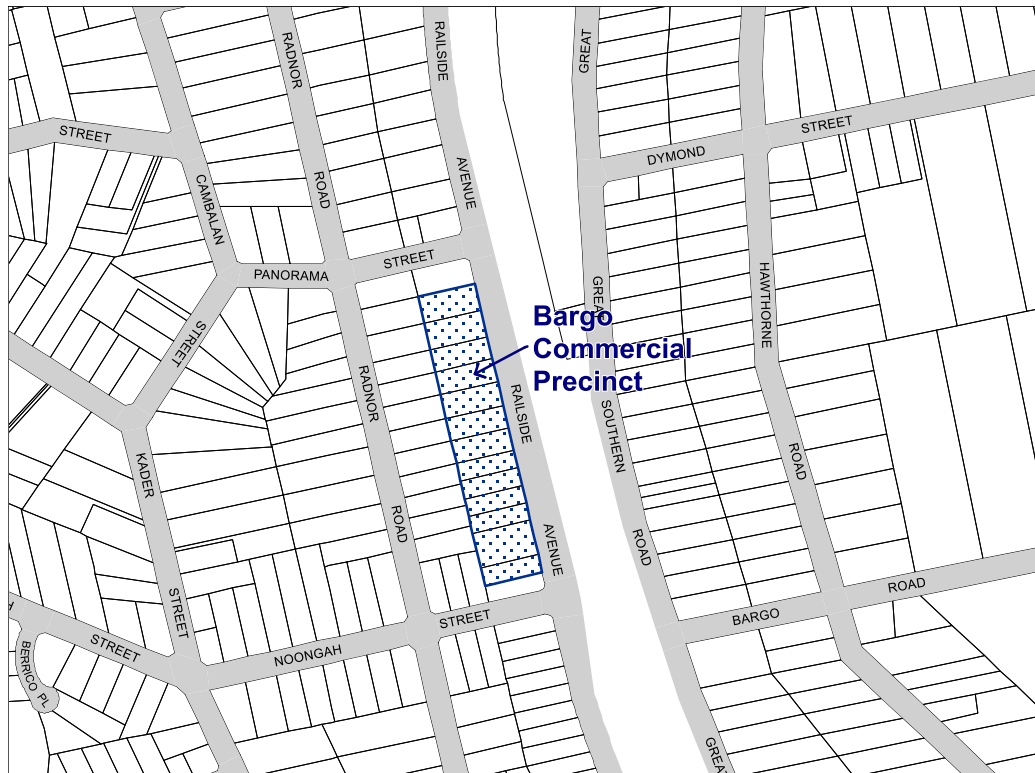 RAILSIDE
GREAT
RADNOR
STREET
STREET
DYMOND
AVENUE
ROAD
CAMBALAN
STREET
PANORAMA
HAWTHORNE
GREAT
Bargo
Commercial
Precinct
STREET
RADNOR
RAILSIDE
SOUTHERN
ROAD
KADER
ROAD
AVENUE
ROAD
ROAD
STREET
BARGO
STREET
STREET
NOONGAH
BERRICO PL
GREAT